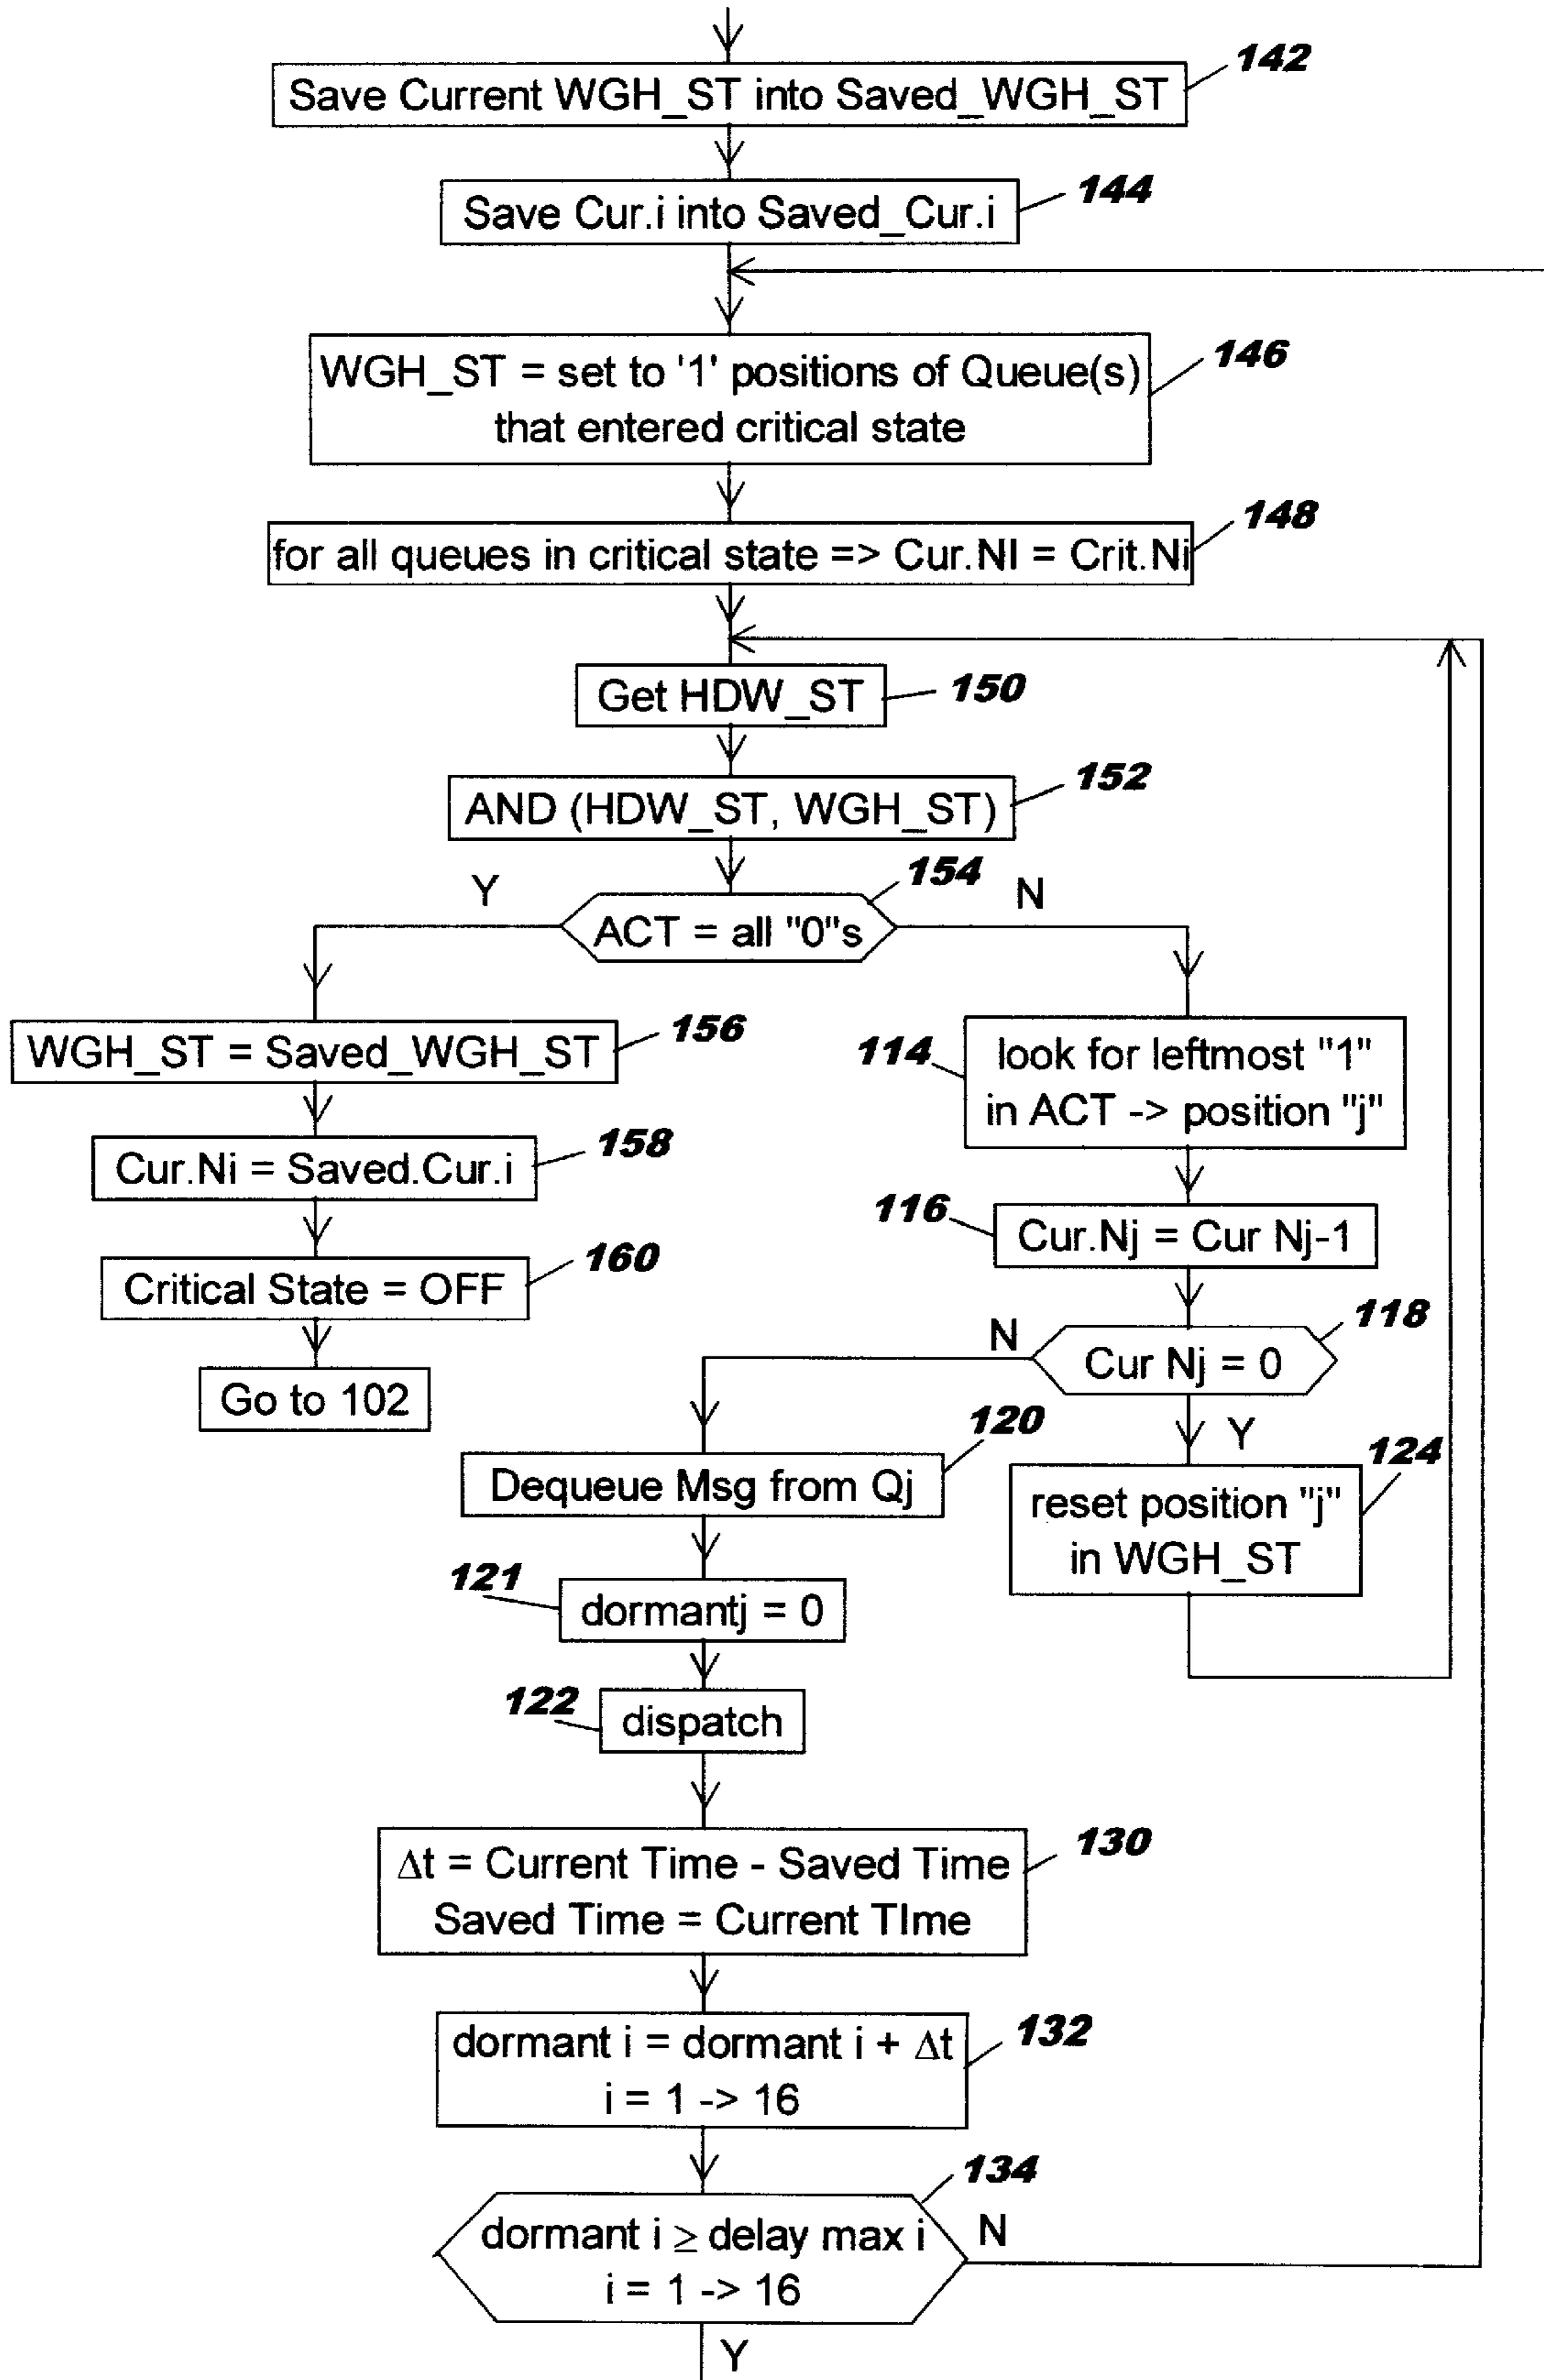 142
Save Current WGH_ST into Saved_WGH_ST
144
Save Cur.i into Saved_Cur.i
146
WGH_ST = set to '1' positions of Queue(s)
that entered critical state
148
for all queues in critical state => Cur.NI = Crit.Ni
Get HDW_ST
150
152
AND (HDW_ST, WGH_ST)
154
Y
N
ACT = all "0"s
WGH_ST = Saved_WGH_ST
156
114
look for leftmost "1"
in ACT -> position "j"
Cur.Ni = Saved.Cur.i
158
116
Cur.Nj = Cur Nj-1
Critical State = OFF
160
118
N
Cur Nj = 0
Go to 102
Y
120
Dequeue Msg from Qj
124
reset position "j"
in WGH_ST
121
dormantj = 0
122
dispatch
130
Δt = Current Time - Saved Time
Saved Time = Current TIme
132
dormant i = dormant i + Δt
i = 1 -> 16
134
dormant i ≥ delay max i
i = 1 -> 16
N
Y